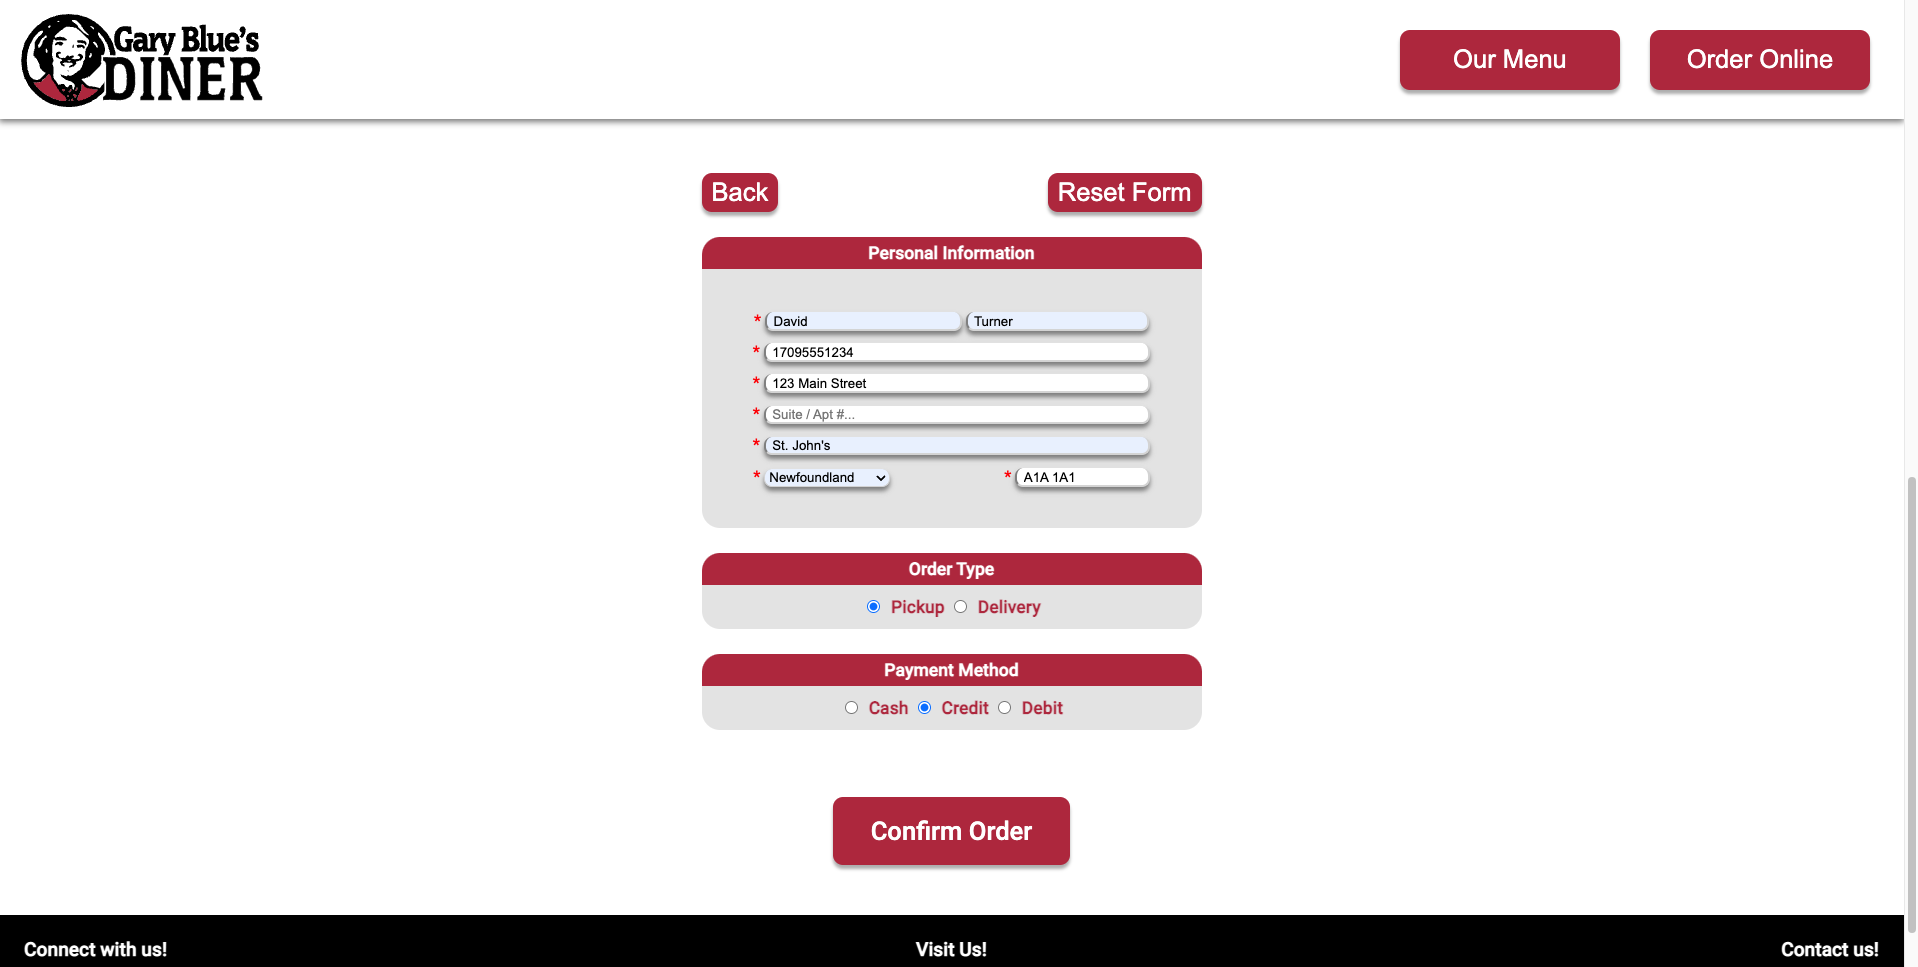 Gary Blue's
DINER
Our Menu
Order Online
Back
Reset Form
Personal Information
* David
Turner
* 17095551234
* 123 Main Street
* Suite / Apt #...
* St. John's
* Newfoundland
* A1A 1A1
Order Type
Pickup
Delivery
Payment Method
Cash
Credit
Debit
Confirm Order
Connect with us!
Visit Us!
Contact us!